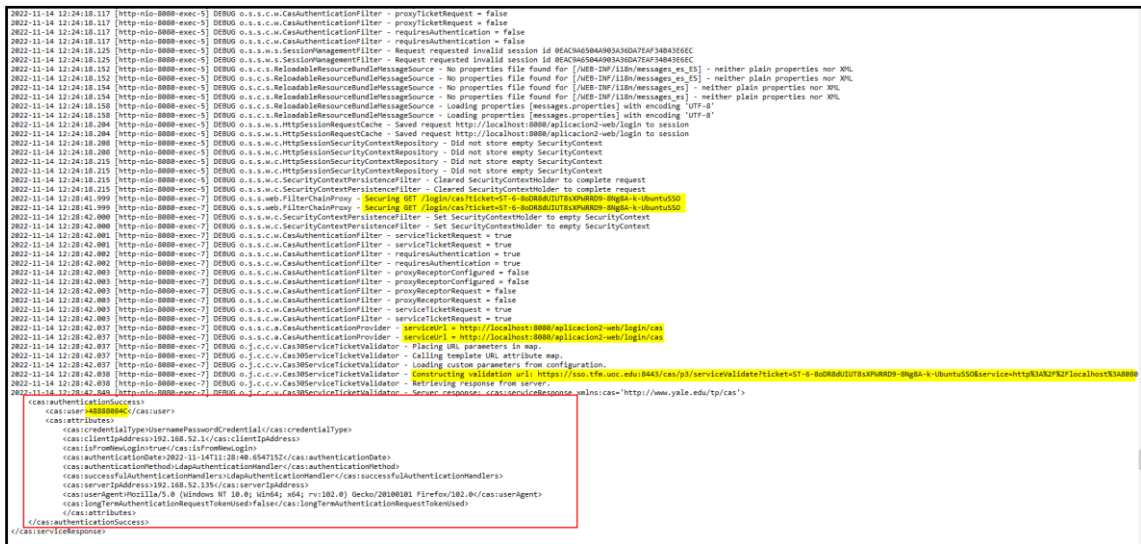 2022-11-14 12:24:18.117 [http-nio-8080-exec-5] DEBUG o.s.s.c.w.CasAuthenticationFilter - proxyTicketRequest = false
2022-11-14 12:24:18.117 [http-nio-8080-exec-5] DEBUG o.s.s.c.w.CasAuthenticationFilter - proxyTicketRequest = false
2022-11-14 12:24:18.117 [http-nio-8080-exec-5] DEBUG o.s.s.c.w.CasAuthenticationFilter - requiresAuthentication = false
2022-11-14 12:24:18.117 [http-nio-8080-exec-5] DEBUG o.s.s.c.w.CasAuthenticationFilter - requiresAuthentication = false
2022-11-14 12:24:18.125 [http-nio-8080-exec-5] DEBUG o.s.s.w.s.SessionManagementFilter - Request requested invalid session id 0EAC9A6504A903A36DA7EAF34B43E6EC
2022-11-14 12:24:18.125 [http-nio-8080-exec-5] DEBUG o.s.s.w.s.SessionManagementFilter - Request requested invalid session id 0EAC9A6504A903A36DA7EAF34B43E6EC
2022-11-14 12:24:18.152 [http-nio-8080-exec-5] DEBUG o.s.c.s.ReloadableResourceBundleMessageSource - No properties file found for [/WEB-INF/i18n/messages_es_ES] - neither plain properties nor XML
2022-11-14 12:24:18.152 [http-nio-8080-exec-5] DEBUG o.s.c.s.ReloadableResourceBundleMessageSource - No properties file found for [/WEB-INF/i18n/messages_es_ES] - neither plain properties nor XML
2022-11-14 12:24:18.154 [http-nio-8080-exec-5] DEBUG o.s.c.s.ReloadableResourceBundleMessageSource - No properties file found for [/WEB-INF/i18n/messages_es] - neither plain properties nor XML
2022-11-14 12:24:18.154 [http-nio-8080-exec-5] DEBUG o.s.c.s.ReloadableResourceBundleMessageSource - No properties file found for [/WEB-INF/i18n/messages_es] - neither plain properties nor XML
2022-11-14 12:24:18.158 [http-nio-8080-exec-5] DEBUG o.s.c.s.ReloadableResourceBundleMessageSource - Loading properties [messages.properties] with encoding 'UTF-8'
2022-11-14 12:24:18.158 [http-nio-8080-exec-5] DEBUG o.s.c.s.ReloadableResourceBundleMessageSource - Loading properties [messages.properties] with encoding 'UTF-8'
2022-11-14 12:24:18.204 [http-nio-8080-exec-5] DEBUG o.s.s.w.s.HttpSessionRequestCache - Saved request http://localhost:8080/aplicacion2-web/login to session
2022-11-14 12:24:18.204 [http-nio-8080-exec-5] DEBUG o.s.s.w.s.HttpSessionRequestCache - Saved request http://localhost:8080/aplicacion2-web/login to session
2022-11-14 12:24:18.208 [http-nio-8080-exec-5] DEBUG o.s.s.w.c.HttpSessionSecurityContextRepository - Did not store empty SecurityContext
2022-11-14 12:24:18.208 [http-nio-8080-exec-5] DEBUG o.s.s.w.c.HttpSessionSecurityContextRepository - Did not store empty SecurityContext
2022-11-14 12:24:18.215 [http-nio-8080-exec-5] DEBUG o.s.s.w.c.HttpSessionSecurityContextRepository - Did not store empty SecurityContext
2022-11-14 12:24:18.215 [http-nio-8080-exec-5] DEBUG o.s.s.w.c.HttpSessionSecurityContextRepository - Did not store empty SecurityContext
2022-11-14 12:24:18.215 [http-nio-8080-exec-5] DEBUG o.s.s.w.c.SecurityContextPersistenceFilter - Cleared SecurityContextHolder to complete request
2022-11-14 12:24:18.215 [http-nio-8080-exec-5] DEBUG o.s.s.w.c.SecurityContextPersistenceFilter - Cleared SecurityContextHolder to complete request
2022-11-14 12:28:41.999 [http-nio-8080-exec-7] DEBUG o.s.s.web.FilterChainProxy - Securing GET /login/cas?ticket=ST-6-8oDR8dUIUT8sXPWRRD9-8Ng8A-k-UbuntuSSO
2022-11-14 12:28:41.999 [http-nio-8080-exec-7] DEBUG o.s.s.web.FilterChainProxy - Securing GET /login/cas?ticket=ST-6-8oDR8dUIUT8sXPWRRD9-8Ng8A-k-UbuntuSSO
2022-11-14 12:28:42.000 [http-nio-8080-exec-7] DEBUG o.s.s.w.c.SecurityContextPersistenceFilter - Set SecurityContextHolder to empty SecurityContext
2022-11-14 12:28:42.000 [http-nio-8080-exec-7] DEBUG o.s.s.w.c.SecurityContextPersistenceFilter - Set SecurityContextHolder to empty SecurityContext
2022-11-14 12:28:42.001 [http-nio-8080-exec-7] DEBUG o.s.s.c.w.CasAuthenticationFilter - serviceTicketRequest = true
2022-11-14 12:28:42.001 [http-nio-8080-exec-7] DEBUG o.s.s.c.w.CasAuthenticationFilter - serviceTicketRequest = true
2022-11-14 12:28:42.002 [http-nio-8080-exec-7] DEBUG o.s.s.c.w.CasAuthenticationFilter - requiresAuthentication = true
2022-11-14 12:28:42.002 [http-nio-8080-exec-7] DEBUG o.s.s.c.w.CasAuthenticationFilter - requiresAuthentication = true
2022-11-14 12:28:42.003 [http-nio-8080-exec-7] DEBUG o.s.s.c.w.CasAuthenticationFilter - proxyReceptorConfigured = false
2022-11-14 12:28:42.003 [http-nio-8080-exec-7] DEBUG o.s.s.c.w.CasAuthenticationFilter - proxyReceptorConfigured = false
2022-11-14 12:28:42.003 [http-nio-8080-exec-7] DEBUG o.s.s.c.w.CasAuthenticationFilter - proxyReceptorRequest = false
2022-11-14 12:28:42.003 [http-nio-8080-exec-7] DEBUG o.s.s.c.w.CasAuthenticationFilter - proxyReceptorRequest = false
2022-11-14 12:28:42.003 [http-nio-8080-exec-7] DEBUG o.s.s.c.w.CasAuthenticationFilter - serviceTicketRequest = true
2022-11-14 12:28:42.003 [http-nio-8080-exec-7] DEBUG o.s.s.c.w.CasAuthenticationFilter - serviceTicketRequest = true
2022-11-14 12:28:42.037 [http-nio-8080-exec-7] DEBUG o.s.s.c.a.CasAuthenticationProvider - serviceUrl = http://localhost:8080/aplicacion2-web/login/cas
2022-11-14 12:28:42.037 [http-nio-8080-exec-7] DEBUG o.s.s.c.a.CasAuthenticationProvider - serviceUrl = http://localhost:8080/aplicacion2-web/login/cas
2022-11-14 12:28:42.037 [http-nio-8080-exec-7] DEBUG o.j.c.c.v.Cas30ServiceTicketValidator - Placing URL parameters in map.
2022-11-14 12:28:42.037 [http-nio-8080-exec-7] DEBUG o.j.c.c.v.Cas30ServiceTicketValidator - Calling template URL attribute map.
2022-11-14 12:28:42.037 [http-nio-8080-exec-7] DEBUG o.j.c.c.v.Cas30ServiceTicketValidator - Loading custom parameters from configuration.
2022-11-14 12:28:42.038 [http-nio-8080-exec-7] DEBUG o.j.c.c.v.Cas30ServiceTicketValidator - Constructing validation url: https://sso.tfm.uoc.edu:8443/cas/p3/serviceValidate?ticket=ST-6-8oDR8dUIUT8sXPWRRD9-8Ng8A-k-UbuntuSSO&service=http%3A%2F%2Flocalhost%3A8080
2022-11-14 12:28:42.038 [http-nio-8080-exec-7] DEBUG o.j.c.c.v.Cas30ServiceTicketValidator - Retrieving response from server.
2022-11-14 12:28:42.849 [http-nio-8080-exec-7] DEBUG o.j.c.c.v.Cas30ServiceTicketValidator - Server response: <cas:serviceResponse xmlns:cas='http://www.yale.edu/tp/cas'>
<cas:authenticationSuccess>
<cas:user>48888084C</cas:user>
<cas:attributes>
<cas:credentialType>UsernamePasswordCredential</cas:credentialType>
<cas:clientIpAddress>192.168.52.1</cas:clientIpAddress>
<cas:isFromNewLogin>true</cas:isFromNewLogin>
<cas:authenticationDate>2022-11-14T11:28:40.654715Z</cas:authenticationDate>
<cas:authenticationMethod>LdapAuthenticationHandler</cas:authenticationMethod>
<cas:successfulAuthenticationHandlers>LdapAuthenticationHandler</cas:successfulAuthenticationHandlers>
<cas:serverIpAddress>192.168.52.135</cas:serverIpAddress>
<cas:userAgent>Mozilla/5.0 (Windows NT 10.0; Win64; x64; rv:102.0) Gecko/20100101 Firefox/102.0</cas:userAgent>
<cas:longTermAuthenticationRequestTokenUsed>false</cas:longTermAuthenticationRequestTokenUsed>
</cas:attributes>
</cas:authenticationSuccess>
</cas:serviceResponse>